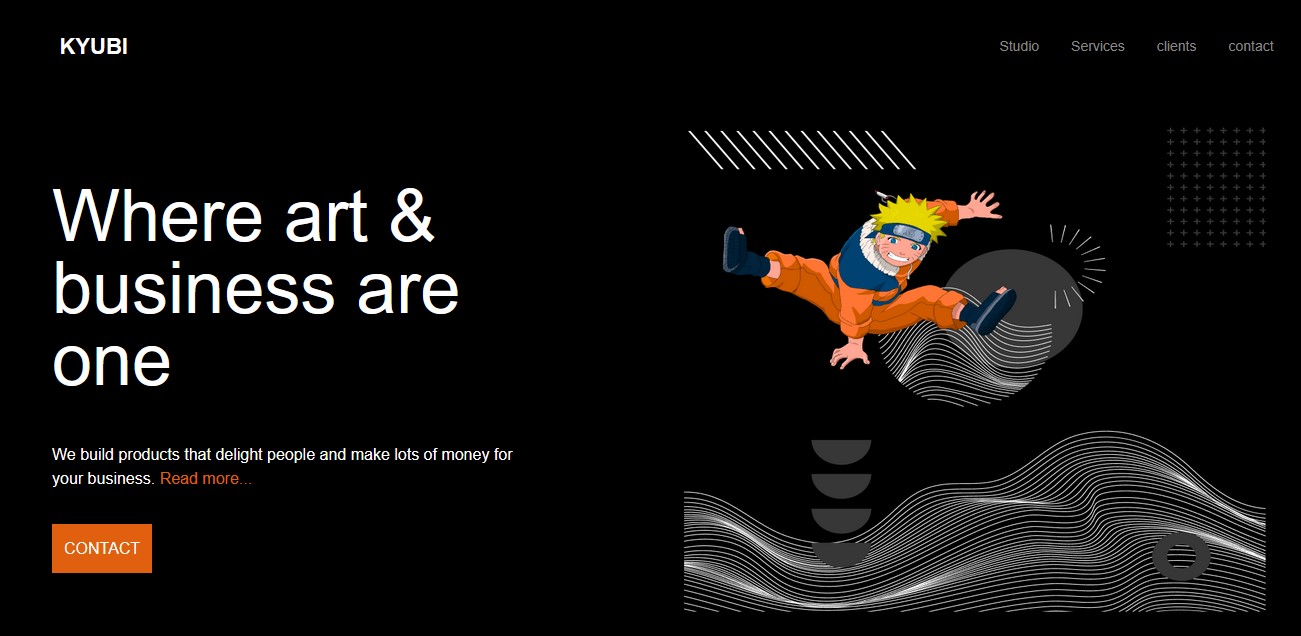 KYUBI
Studio Services clients contact
Where art &
business are
one
We build products that delight people and make lots of money for
your business. Read more...
CONTACT